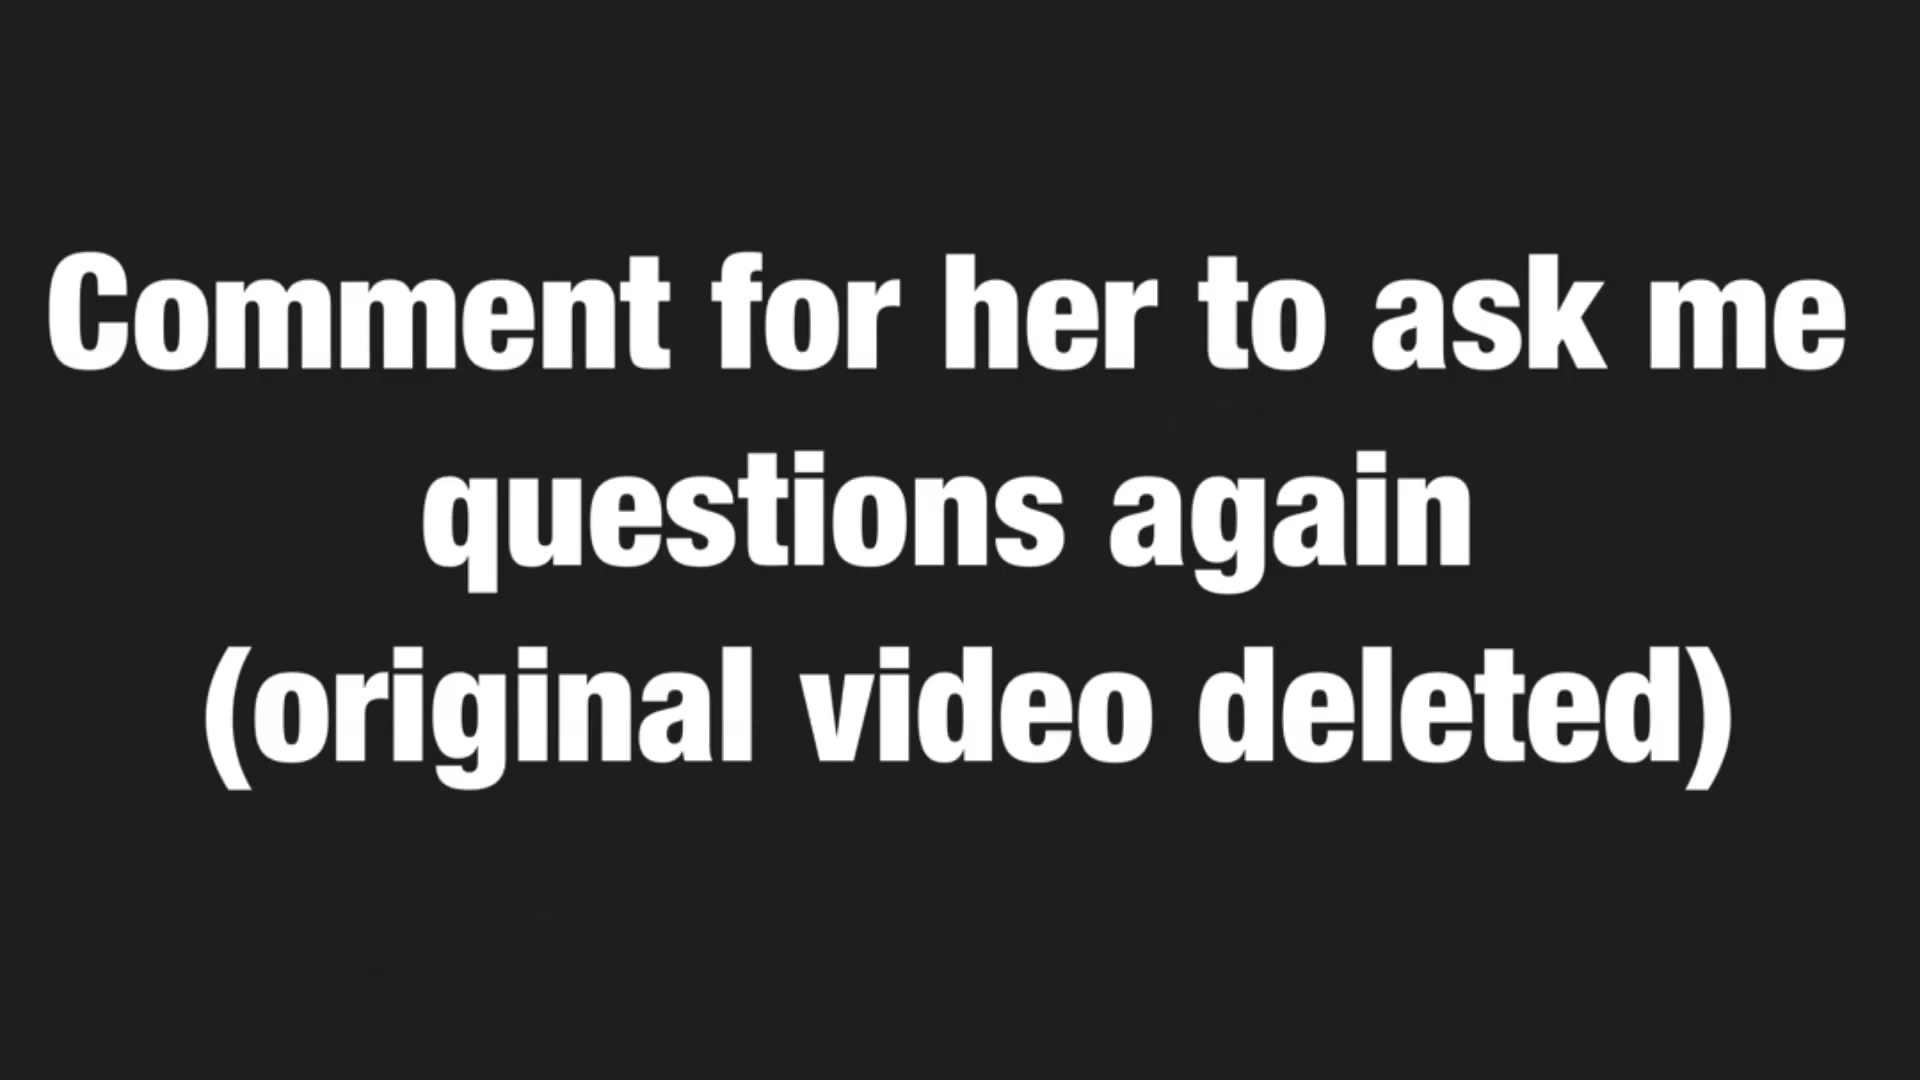 Comment for her to ask me
questions again
(original video deleted)